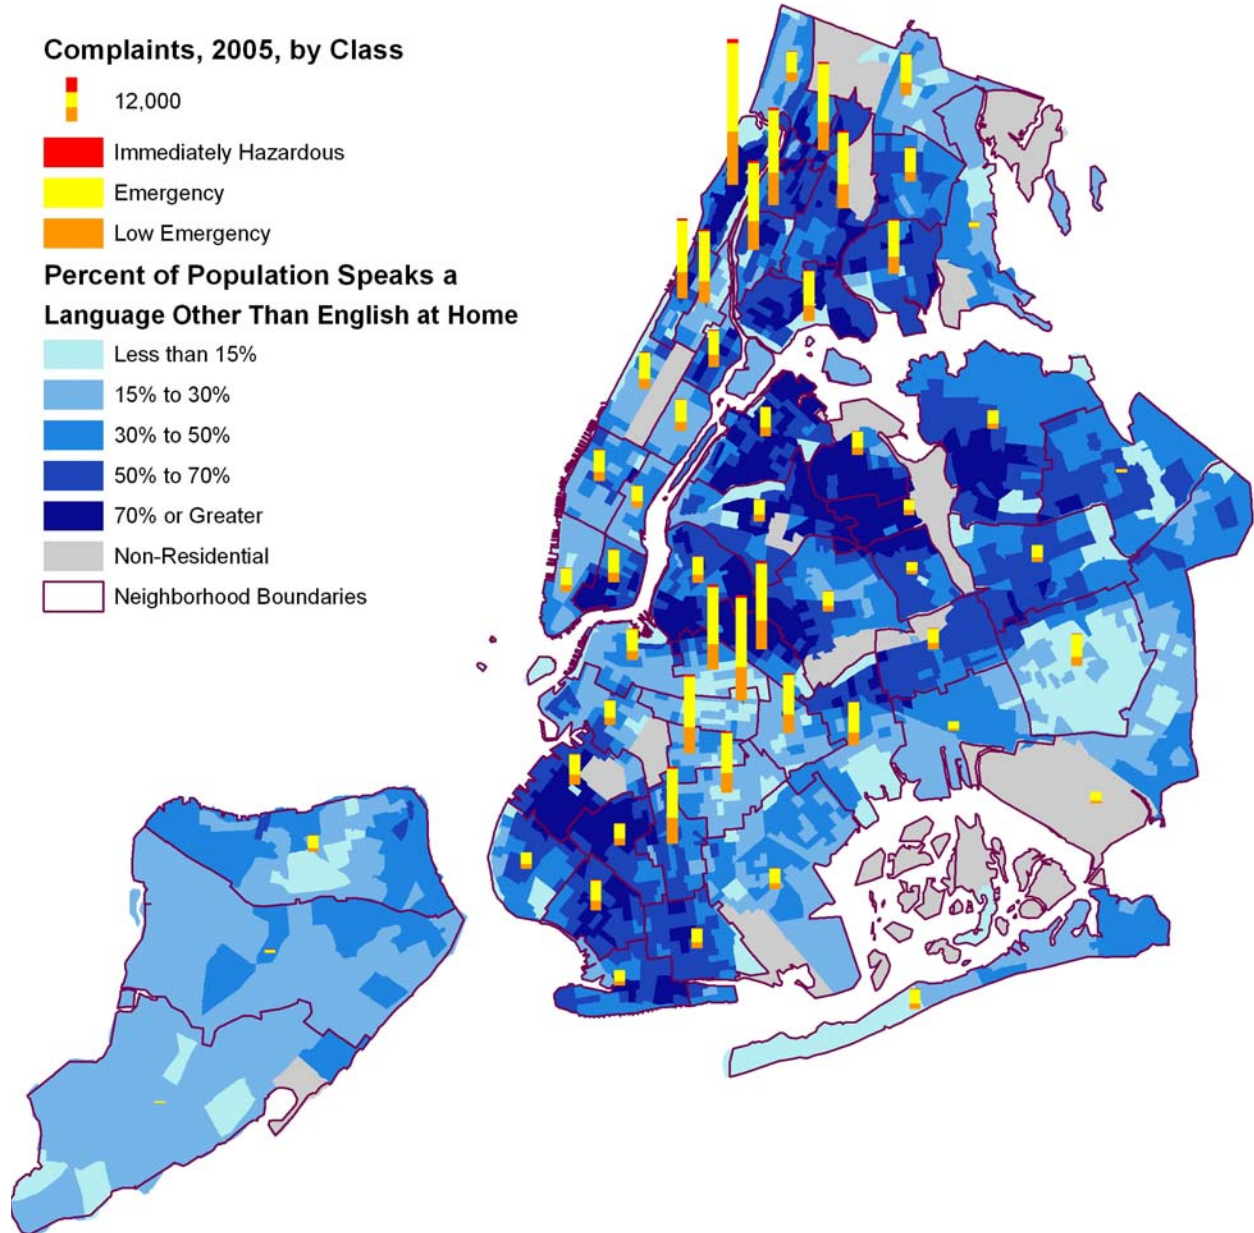 Complaints, 2005, by Class
12,000
Immediately Hazardous
Emergency
Low Emergency
Percent of Population Speaks a
Language Other Than English at Home
Less than 15%
15% to 30%
30% to 50%
50% to 70%
70% or Greater
Non-Residential
Neighborhood Boundaries